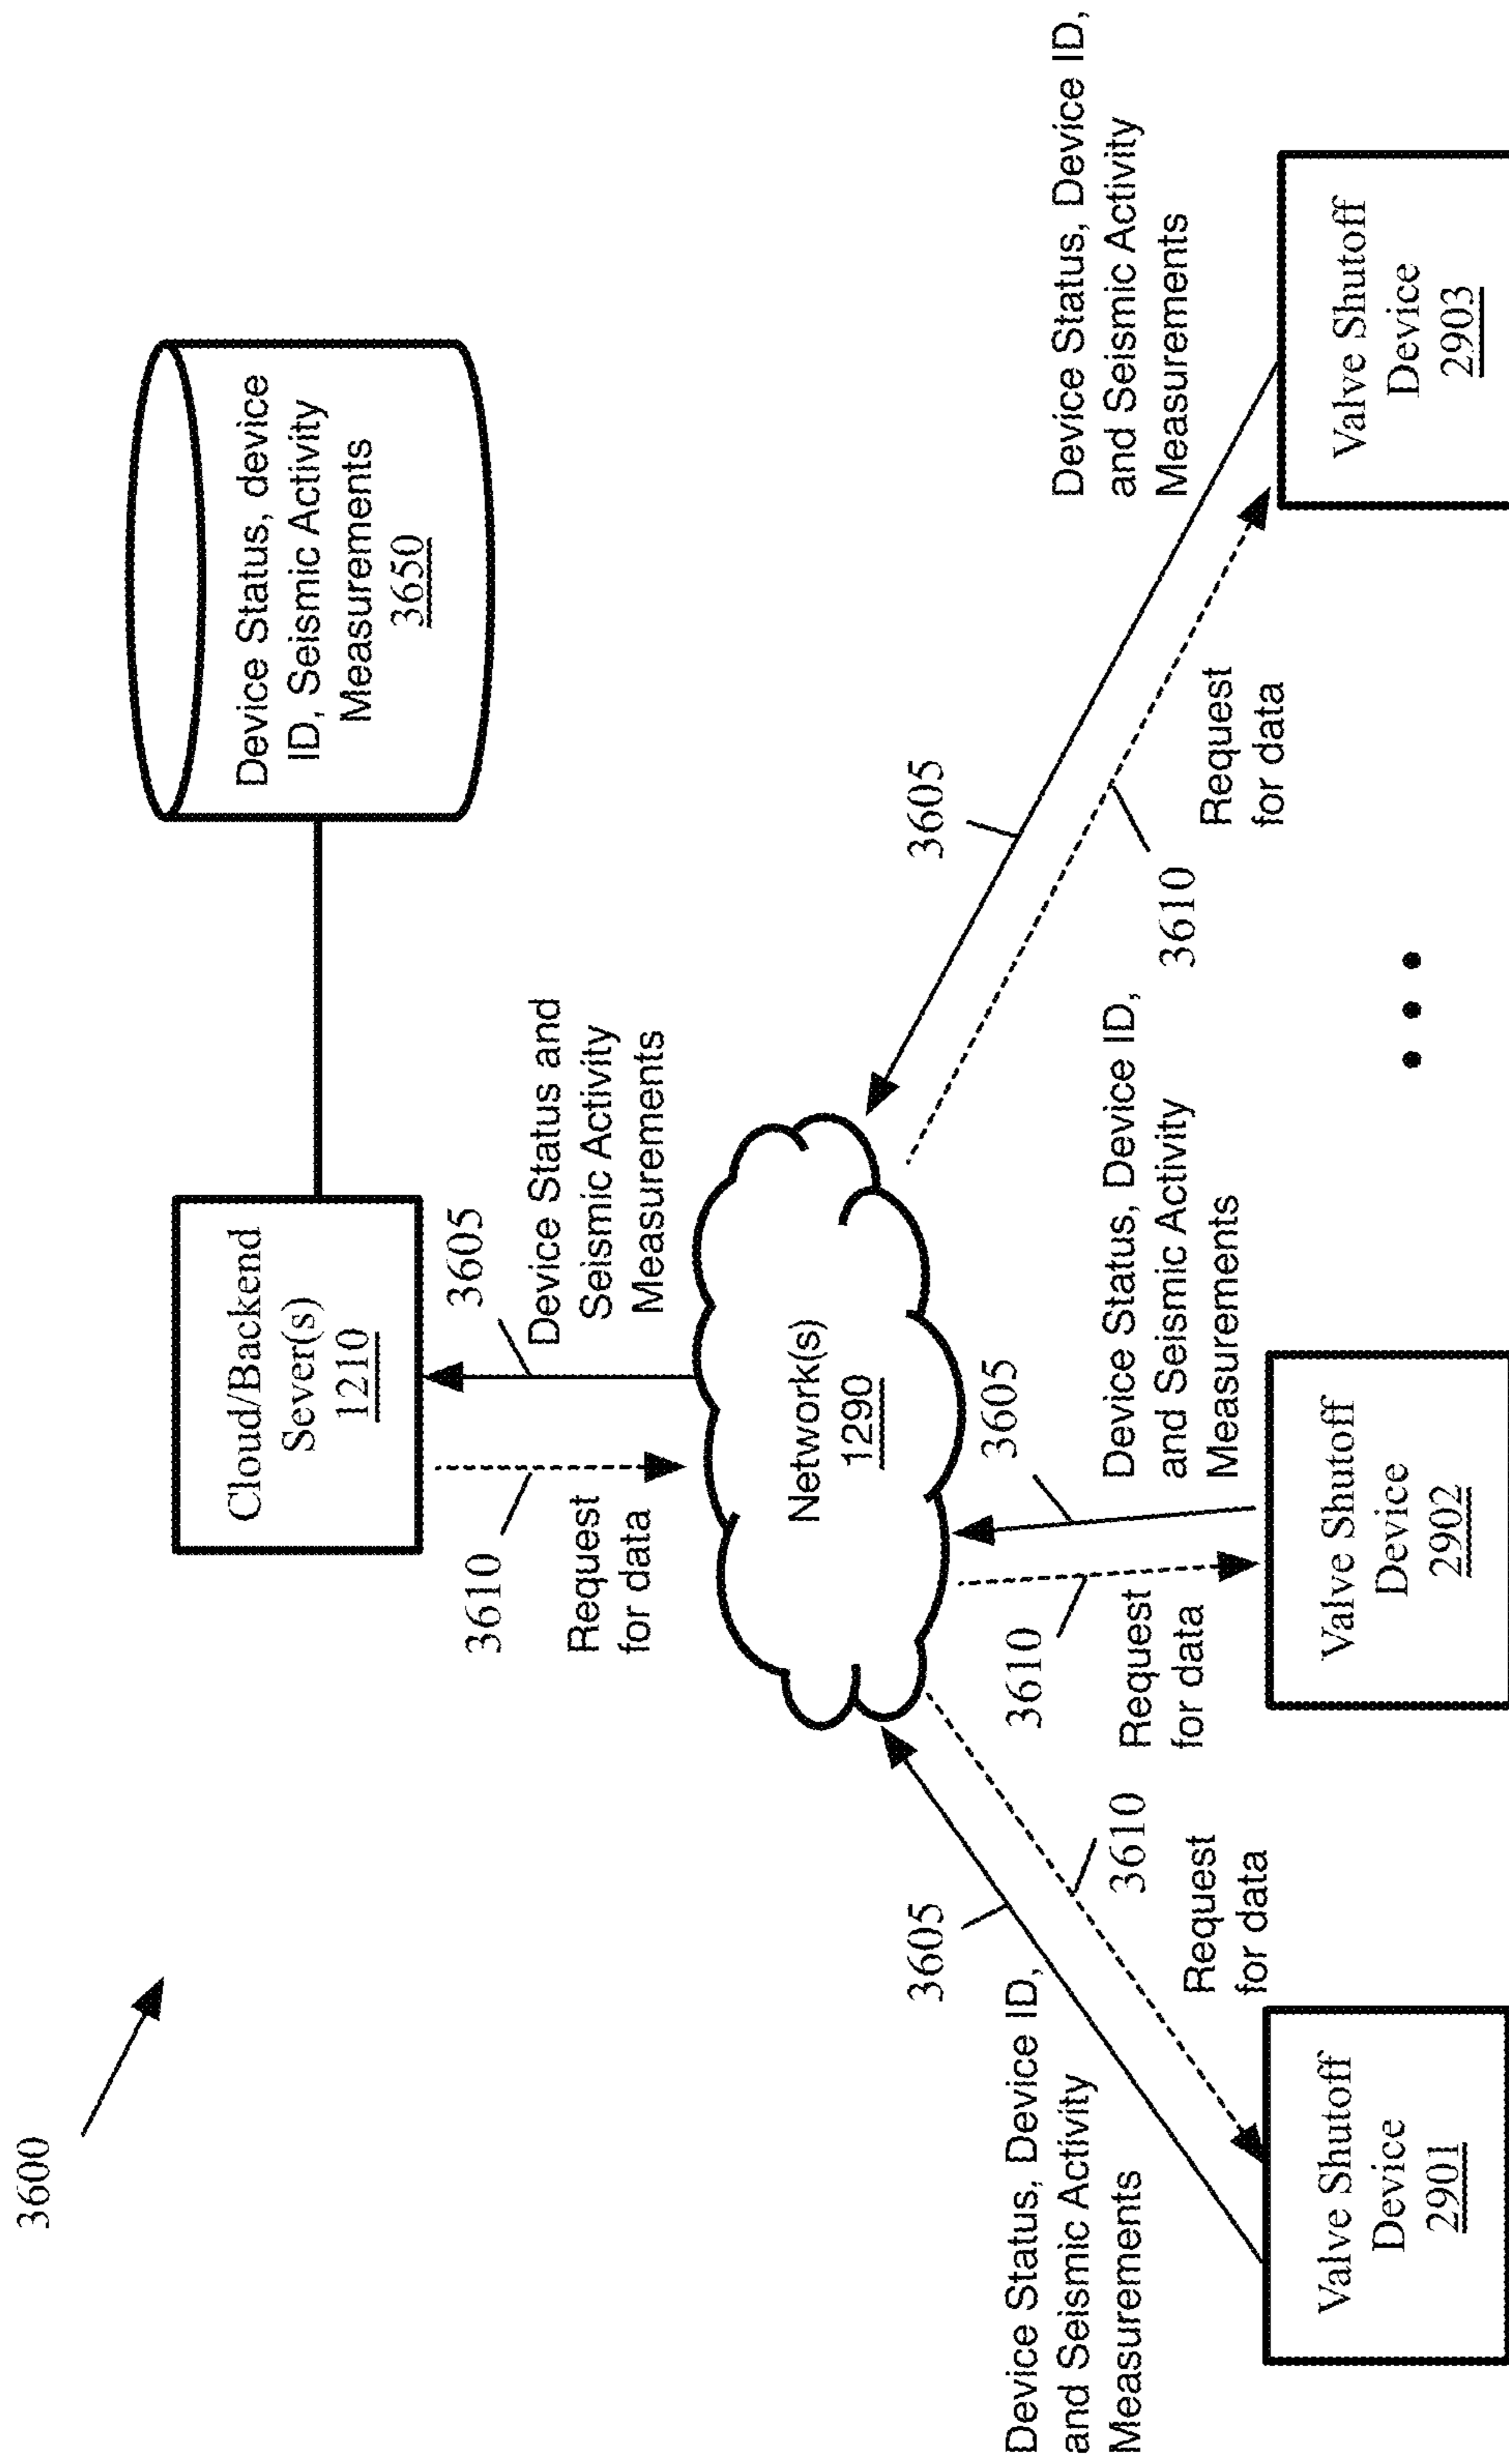 3600
Cloud/Backend
Sever(s)
1210
Device Status, device
ID, Seismic Activity
Measurements
3650
3610
Request
for data
3605
Device Status and
Seismic Activity
Measurements
Network(s)
1290
3605
Device Status, Device ID,
and Seismic Activity
Measurements
3610
Request
for data
3610
Request
for data
3605
Device Status, Device ID,
and Seismic Activity
Measurements
3605
3610
Request
for data
Device Status, Device ID,
and Seismic Activity
Measurements
Valve Shutoff
Device
2901
Valve Shutoff
Device
2902
Valve Shutoff
Device
2903